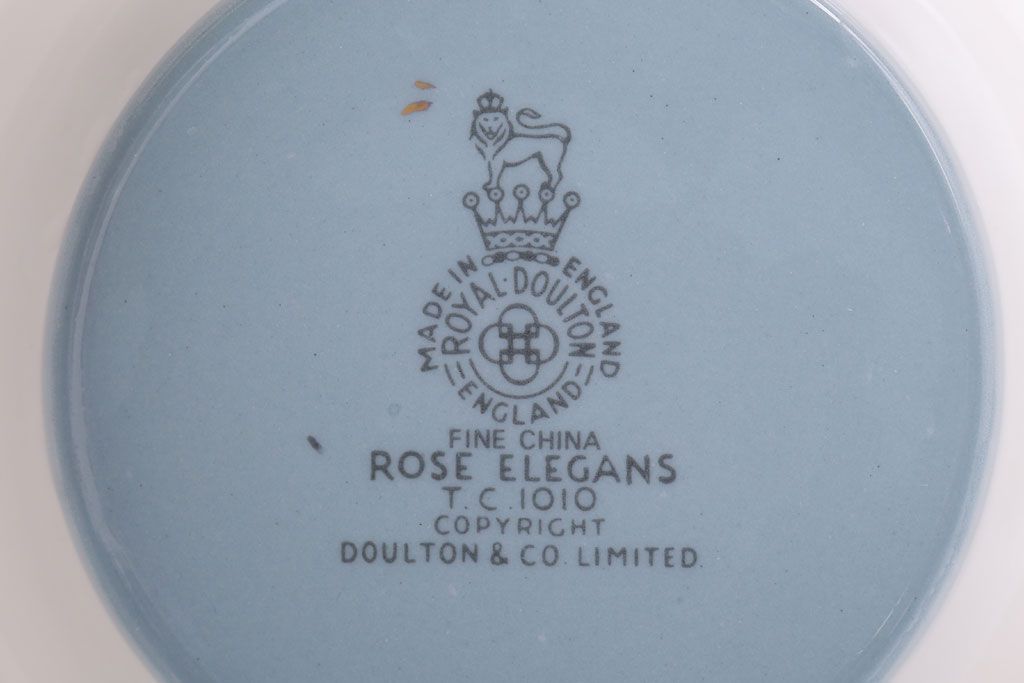 MADE IN ENGLAND
ROYAL·DOULTON
ENGLAND
FINE CHINA
ROSE ELEGANS
T.C.1010
COPYRIGHT
DOULTON & CO. LIMITED.